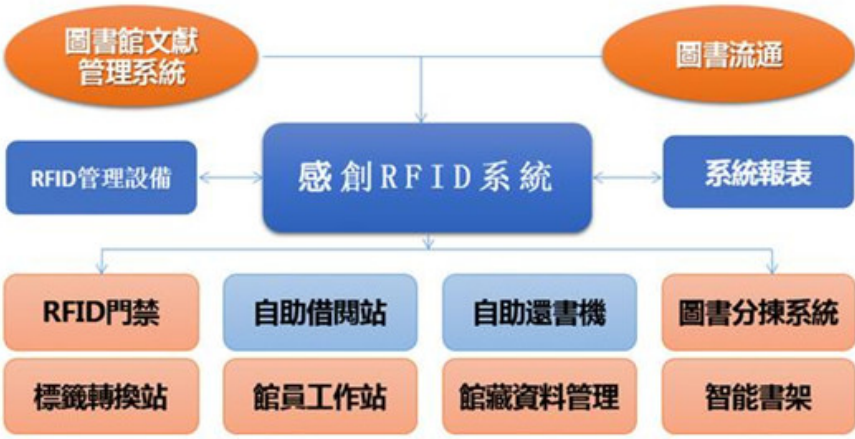 圖書館文獻
管理系統
圖書流通
RFID管理設備
感創RFID系統
系統報表
RFID門禁
自助借閱站
自助還書機
圖書分揀系統
標籤轉換站
館員工作站
館藏資料管理
智能書架